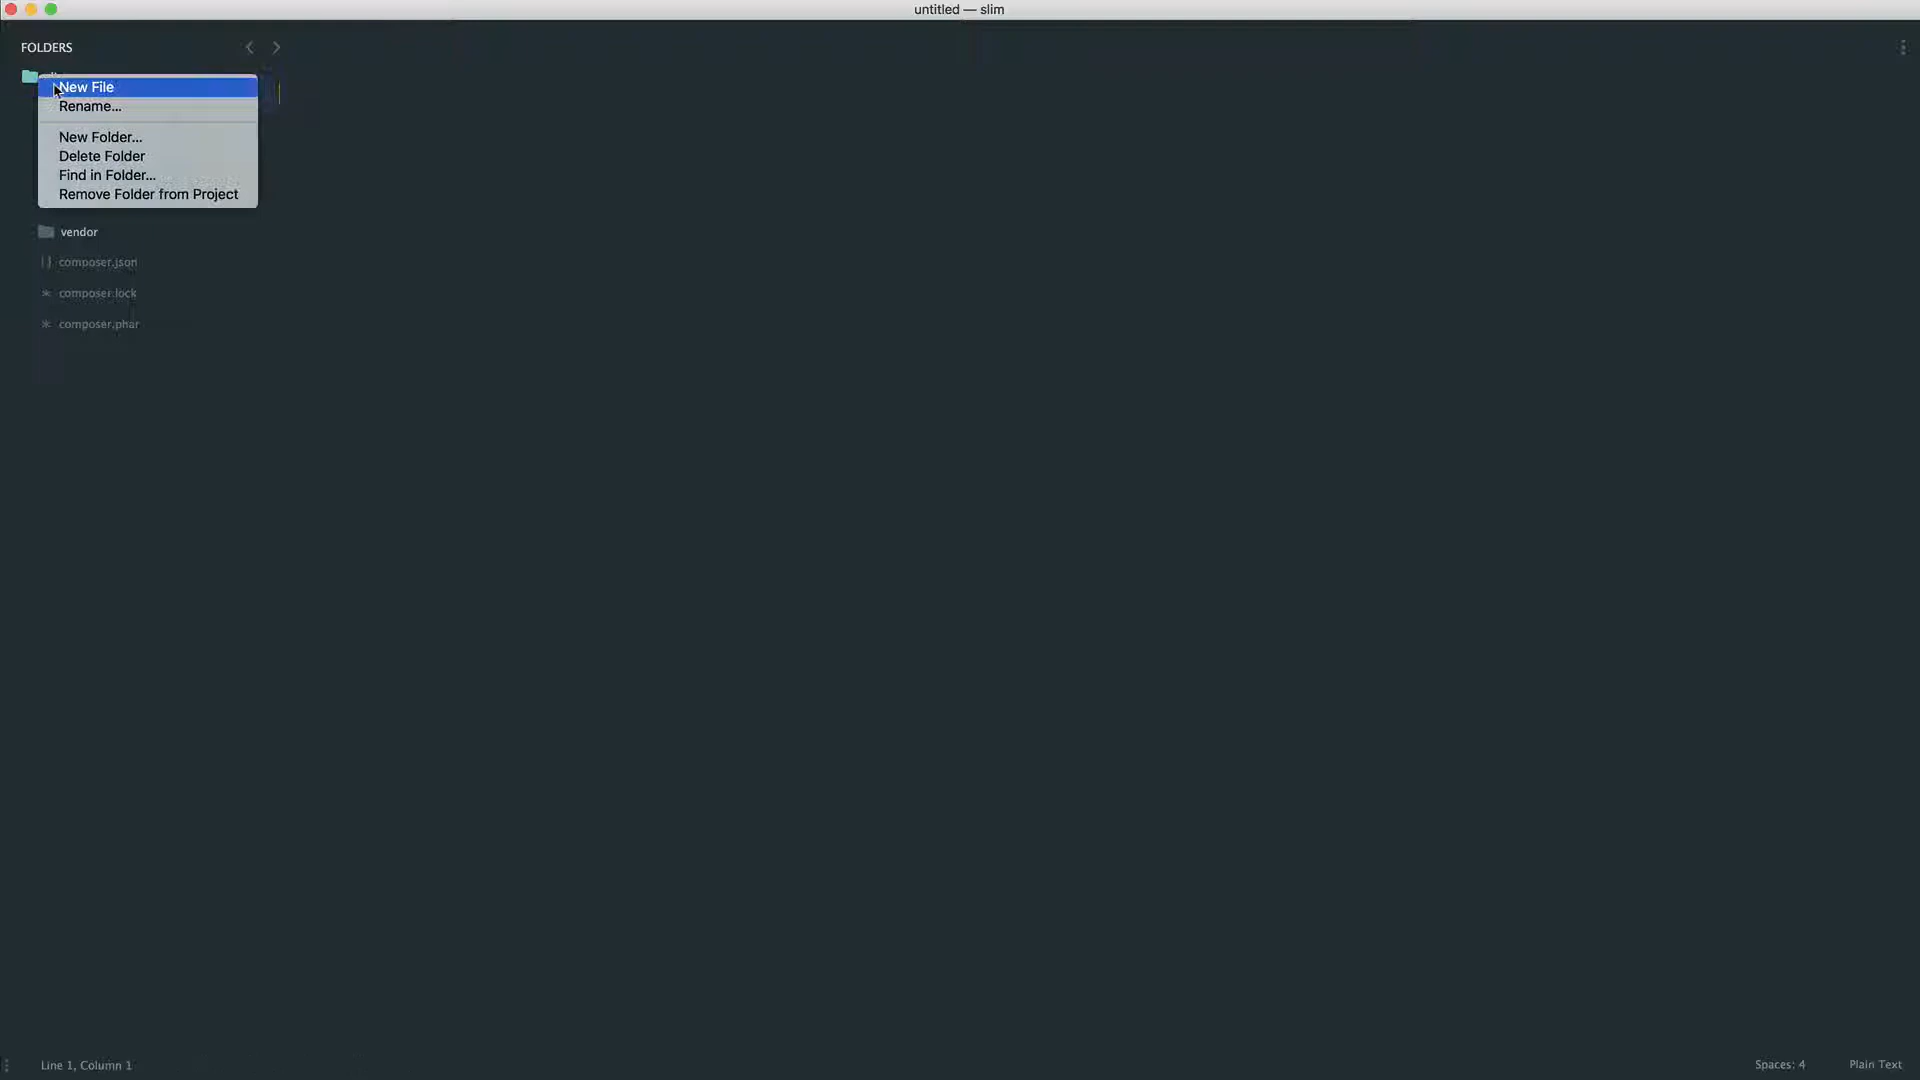 untitled — slim
FOLDERS
New File
Rename...
New Folder...
Delete Folder
Find in Folder...
Remove Folder from Project
vendor
composer.json
composer.lock
composer.phar
Line 1, Column 1
Spaces: 4
Plain Text